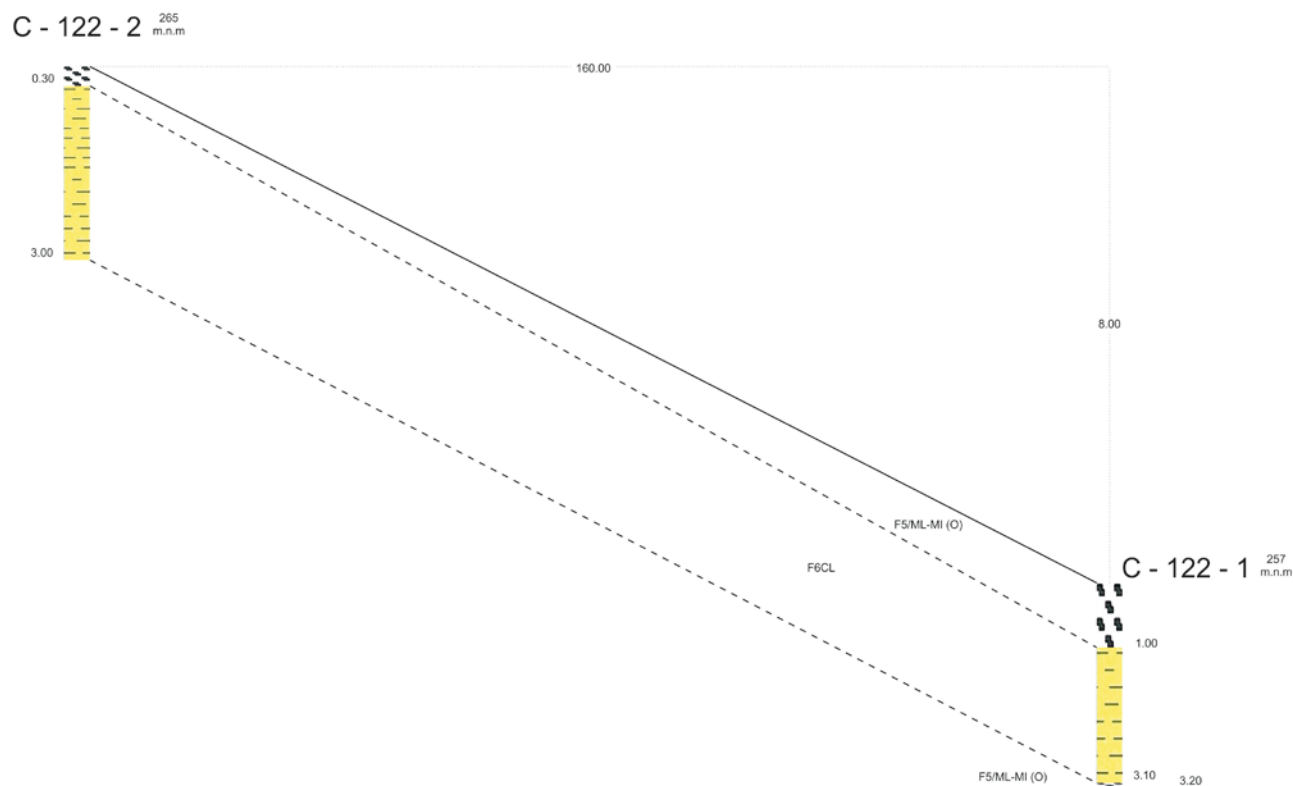 C - 122 - 2 265 m.n.m
0.30
160.00
3.00
8.00
F5/ML-MI (O)
F6CL
C - 122 - 1 257 m.n.m
1.00
F5/ML-MI (O)
3.10 3.20